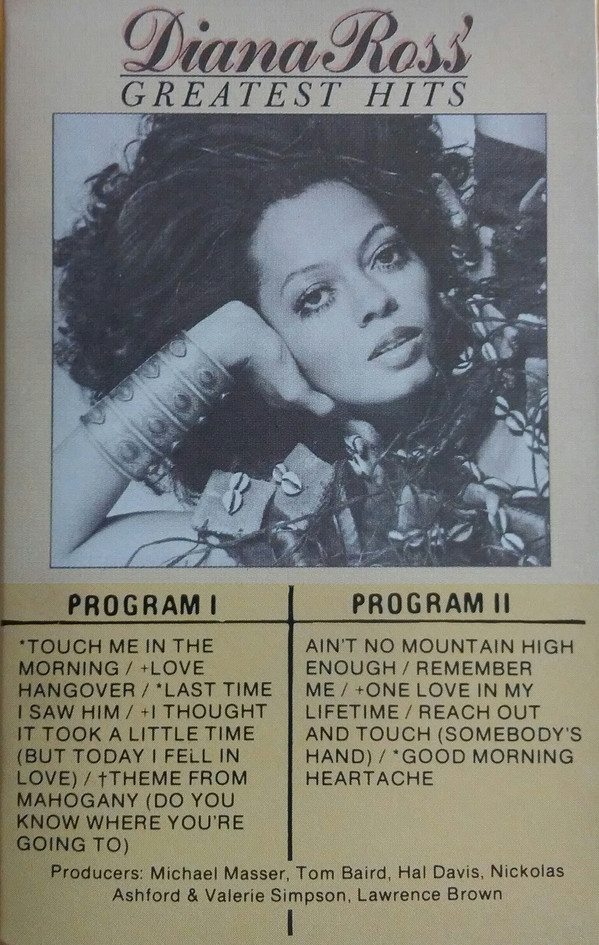 Diana Ross'
GREATEST HITS
PROGRAM I
*TOUCH ME IN THE
MORNING / +LOVE
HANGOVER / *LAST TIME
I SAW HIM / +I THOUGHT
IT TOOK A LITTLE TIME
(BUT TODAY I FELL IN
LOVE) / †THEME FROM
MAHOGANY (DO YOU
KNOW WHERE YOU'RE
GOING TO)
PROGRAM II
AIN'T NO MOUNTAIN HIGH
ENOUGH / REMEMBER
ME / +ONE LOVE IN MY
LIFETIME / REACH OUT
AND TOUCH (SOMEBODY'S
HAND) / *GOOD MORNING
HEARTACHE
Producers: Michael Masser, Tom Baird, Hal Davis, Nickolas
Ashford & Valerie Simpson, Lawrence Brown